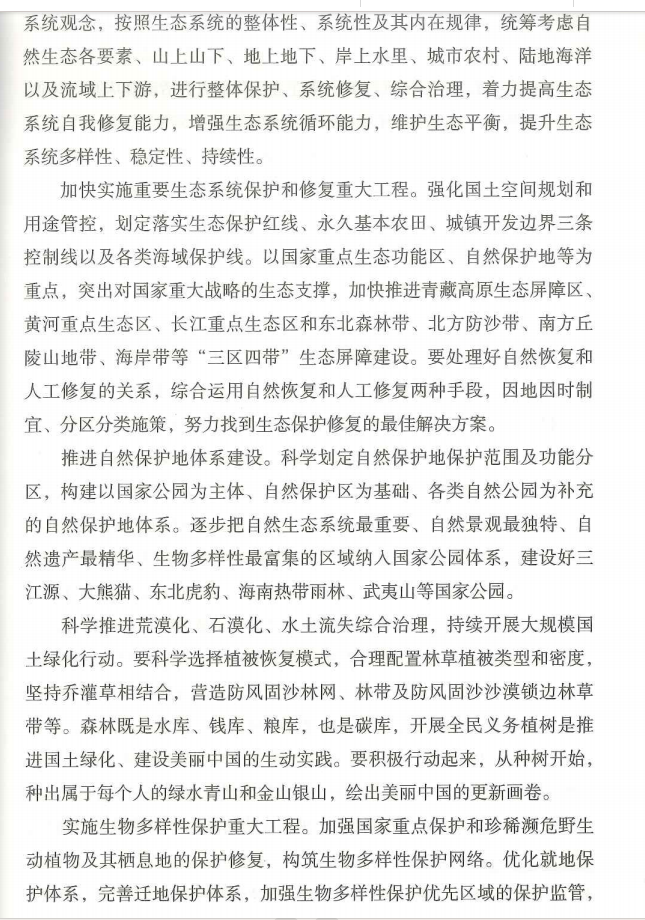 系统观念，按照生态系统的整体性、系统性及其内在规律，统筹考虑自
然生态各要素、山上山下、地上地下、岸上水里、城市农村、陆地海洋
以及流域上下游，进行整体保护、系统修复、综合治理，着力提高生态
系统自我修复能力，增强生态系统循环能力，维护生态平衡，提升生态
系统多样性、稳定性、持续性。
加快实施重要生态系统保护和修复重大工程。强化国土空间规划和
用途管控，划定落实生态保护红线、永久基本农田、城镇开发边界三条
控制线以及各类海域保护线。以国家重点生态功能区、自然保护地等为
重点，突出对国家重大战略的生态支撑，加快推进青藏高原生态屏障区、
黄河重点生态区、长江重点生态区和东北森林带、北方防沙带、南方丘
陵山地带、海岸带等“三区四带”生态屏障建设。要处理好自然恢复和
人工修复的关系，综合运用自然恢复和人工修复两种手段，因地因时制
宜、分区分类施策，努力找到生态保护修复的最佳解决方案。
推进自然保护地体系建设。科学划定自然保护地保护范围及功能分
区，构建以国家公园为主体、自然保护区为基础、各类自然公园为补充
的自然保护地体系。逐步把自然生态系统最重要、自然景观最独特、自
然遗产最精华、生物多样性最富集的区域纳入国家公园体系，建设好三
江源、大熊猫、东北虎豹、海南热带雨林、武夷山等国家公园。
科学推进荒漠化、石漠化、水土流失综合治理，持续开展大规模国
土绿化行动。要科学选择植被恢复模式，合理配置林草植被类型和密度，
坚持乔灌草相结合，营造防风固沙林网、林带及防风固沙沙漠锁边林草
带等。森林既是水库、钱库、粮库，也是碳库，开展全民义务植树是推
进国土绿化、建设美丽中国的生动实践。要积极行动起来，从种树开始，
种出属于每个人的绿水青山和金山银山，绘出美丽中国的更新画卷。
实施生物多样性保护重大工程。加强国家重点保护和珍稀濒危野生
动植物及其栖息地的保护修复，构筑生物多样性保护网络。优化就地保
护体系，完善迁地保护体系，加强生物多样性保护优先区域的保护监管，